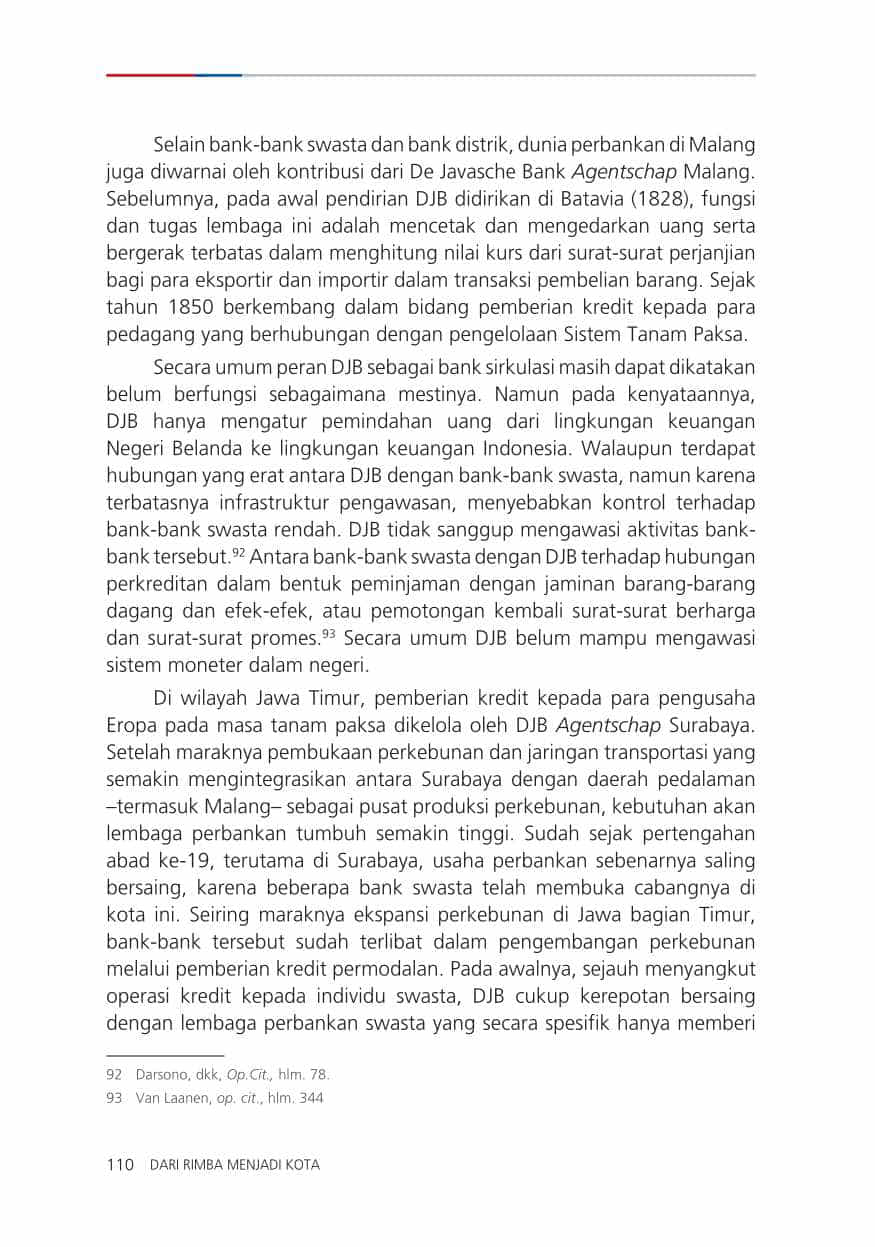 Selain bank-bank swasta dan bank distrik, dunia perbankan di Malang
juga diwarnai oleh kontribusi dari De Javasche Bank Agentschap Malang.
Sebelumnya, pada awal pendirian DJB didirikan di Batavia (1828), fungsi
dan tugas lembaga ini adalah mencetak dan mengedarkan uang serta
bergerak terbatas dalam menghitung nilai kurs dari surat-surat perjanjian
bagi para eksportir dan importir dalam transaksi pembelian barang. Sejak
tahun 1850 berkembang dalam bidang pemberian kredit kepada para
pedagang yang berhubungan dengan pengelolaan Sistem Tanam Paksa.
Secara umum peran DJB sebagai bank sirkulasi masih dapat dikatakan
belum berfungsi sebagaimana mestinya. Namun pada kenyataannya,
DJB hanya mengatur pemindahan uang dari lingkungan keuangan
Negeri Belanda ke lingkungan keuangan Indonesia. Walaupun terdapat
hubungan yang erat antara DJB dengan bank-bank swasta, namun karena
terbatasnya infrastruktur pengawasan, menyebabkan kontrol terhadap
bank-bank swasta rendah. DJB tidak sanggup mengawasi aktivitas bank-
bank tersebut.92 Antara bank-bank swasta dengan DJB terhadap hubungan
perkreditan dalam bentuk peminjaman dengan jaminan barang-barang
dagang dan efek-efek, atau pemotongan kembali surat-surat berharga
dan surat-surat promes.93 Secara umum DJB belum mampu mengawasi
sistem moneter dalam negeri.
Di wilayah Jawa Timur, pemberian kredit kepada para pengusaha
Eropa pada masa tanam paksa dikelola oleh DJB Agentschap Surabaya.
Setelah maraknya pembukaan perkebunan dan jaringan transportasi yang
semakin mengintegrasikan antara Surabaya dengan daerah pedalaman
–termasuk Malang– sebagai pusat produksi perkebunan, kebutuhan akan
lembaga perbankan tumbuh semakin tinggi. Sudah sejak pertengahan
abad ke-19, terutama di Surabaya, usaha perbankan sebenarnya saling
bersaing, karena beberapa bank swasta telah membuka cabangnya di
kota ini. Seiring maraknya ekspansi perkebunan di Jawa bagian Timur,
bank-bank tersebut sudah terlibat dalam pengembangan perkebunan
melalui pemberian kredit permodalan. Pada awalnya, sejauh menyangkut
operasi kredit kepada individu swasta, DJB cukup kerepotan bersaing
dengan lembaga perbankan swasta yang secara spesifik hanya memberi
92 Darsono, dkk, Op.Cit., hlm. 78.
93 Van Laanen, op. cit., hlm. 344
110 DARI RIMBA MENJADI KOTA